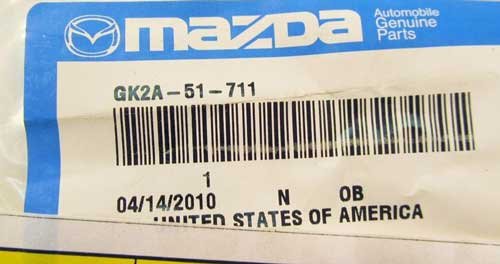 mazda
Automobile
Genuine
Parts
GK2A-51-711
1
04/14/2010 N OB
UNITED STATES OF AMERICA